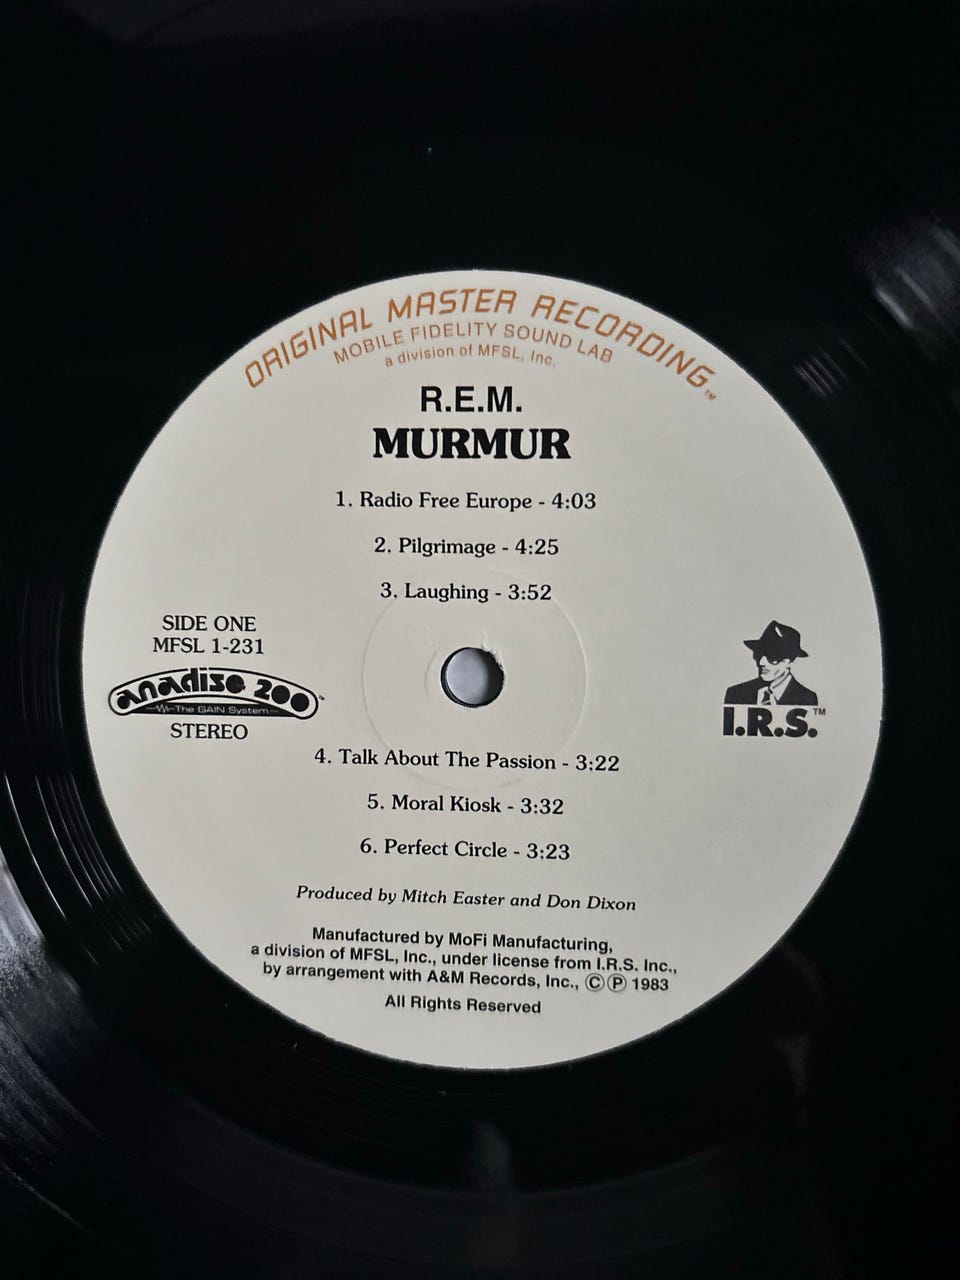 ORIGINAL MASTER RECORDING™
MOBILE FIDELITY SOUND LAB
a division of MFSL, Inc.
R.E.M.
MURMUR
1. Radio Free Europe - 4:03
2. Pilgrimage - 4:25
3. Laughing - 3:52
SIDE ONE
MFSL 1-231
anadisc 200™
The GAIN System™
STEREO
I.R.S.™
4. Talk About The Passion - 3:22
5. Moral Kiosk - 3:32
6. Perfect Circle - 3:23
Produced by Mitch Easter and Don Dixon
Manufactured by MoFi Manufacturing,
a division of MFSL, Inc., under license from I.R.S. Inc.,
by arrangement with A&M Records, Inc., Ⓒ Ⓟ 1983
All Rights Reserved